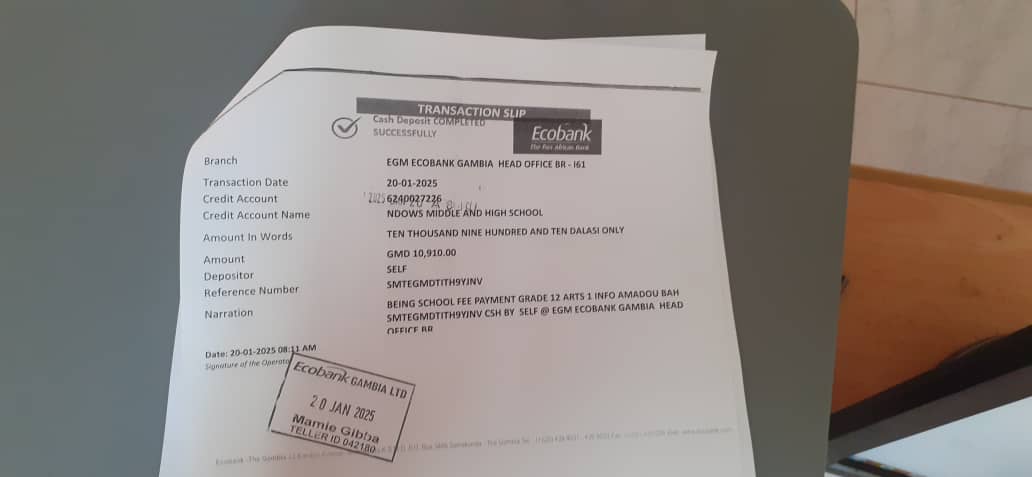 TRANSACTION SLIP
Cash Deposit COMPLETED
SUCCESSFULLY
Ecobank
The Pan African Bank
Branch EGM ECOBANK GAMBIA HEAD OFFICE BR - I61
Transaction Date 20-01-2025
Credit Account 6240027226
Credit Account Name NDOWS MIDDLE AND HIGH SCHOOL
Amount In Words TEN THOUSAND NINE HUNDRED AND TEN DALASI ONLY
Amount GMD 10,910.00
Depositor SELF
Reference Number SMTEGMDTITH9YJNV
Narration BEING SCHOOL FEE PAYMENT GRADE 12 ARTS 1 INFO AMADOU BAH
SMTEGMDTITH9YJNV CSH BY SELF @ EGM ECOBANK GAMBIA HEAD
OFFICE BR
Date: 20-01-2025 08:11 AM
Signature of the Operato
Ecobank GAMBIA LTD
20 JAN 2025
Mamie Gibba
TELLER ID 042180
Ecobank -The Gambia